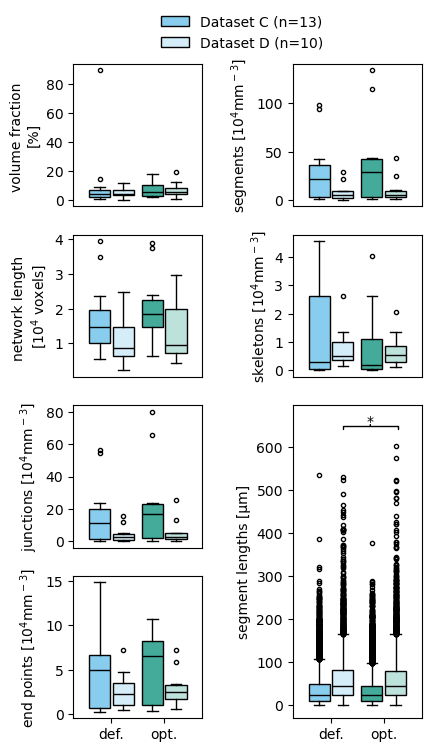 Dataset C (n=13)
Dataset D (n=10)
volume fraction
[%]
0
20
40
60
80
segments [10⁴mm⁻³]
0
50
100
network length
[10⁴ voxels]
1
2
3
4
skeletons [10⁴mm⁻³]
0
1
2
3
4
junctions [10⁴mm⁻³]
0
20
40
60
80
segment lengths [µm]
0
100
200
300
400
500
600
*
end points [10⁴mm⁻³]
0
5
10
15
def.
opt.
def.
opt.